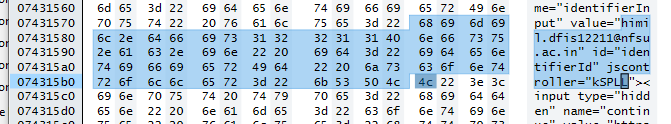 07431560 6d 65 3d 22 69 64 65 6e 74 69 66 69 65 72 49 6e me="identifierIn
07431570 70 75 74 22 20 76 61 6c 75 65 3d 22 68 69 6d 69 put" value="himi
07431580 6c 2e 64 66 69 73 31 32 32 31 31 40 6e 66 73 75 l.dfis12211@nfsu
07431590 2e 61 63 2e 69 6e 22 20 69 64 3d 22 69 64 65 6e .ac.in" id="iden
074315a0 74 69 66 69 65 72 49 64 22 20 6a 73 63 6f 6e 74 tifierId" jscont
074315b0 72 6f 6c 6c 65 72 3d 22 6b 53 50 4c 4c 22 3e 3c roller="kSPLL"><
074315c0 69 6e 70 75 74 20 74 79 70 65 3d 22 68 69 64 64 input type="hidd
074315d0 65 6e 22 20 6e 61 6d 65 3d 22 63 6f 6e 74 69 6e en" name="contin